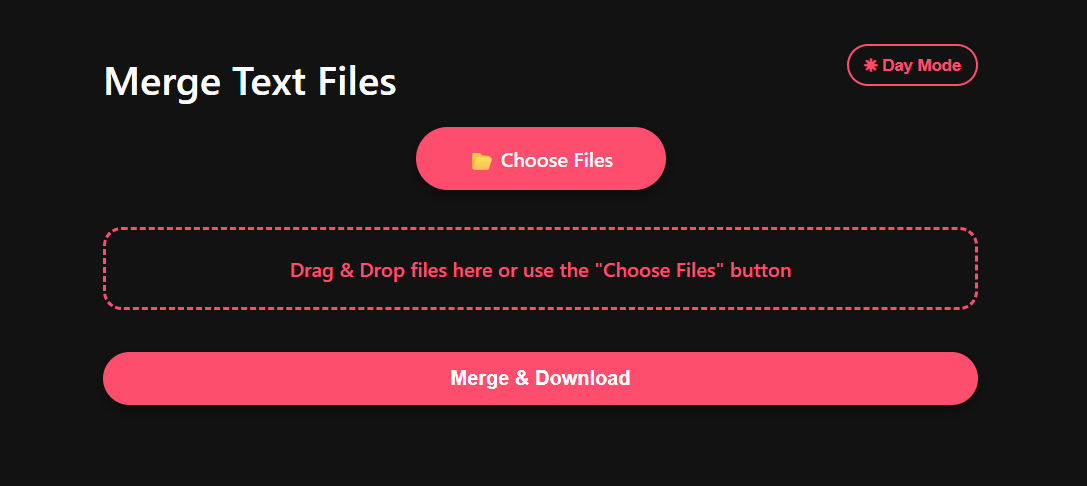 Merge Text Files
☀ Day Mode
📂 Choose Files
Drag & Drop files here or use the "Choose Files" button
Merge & Download